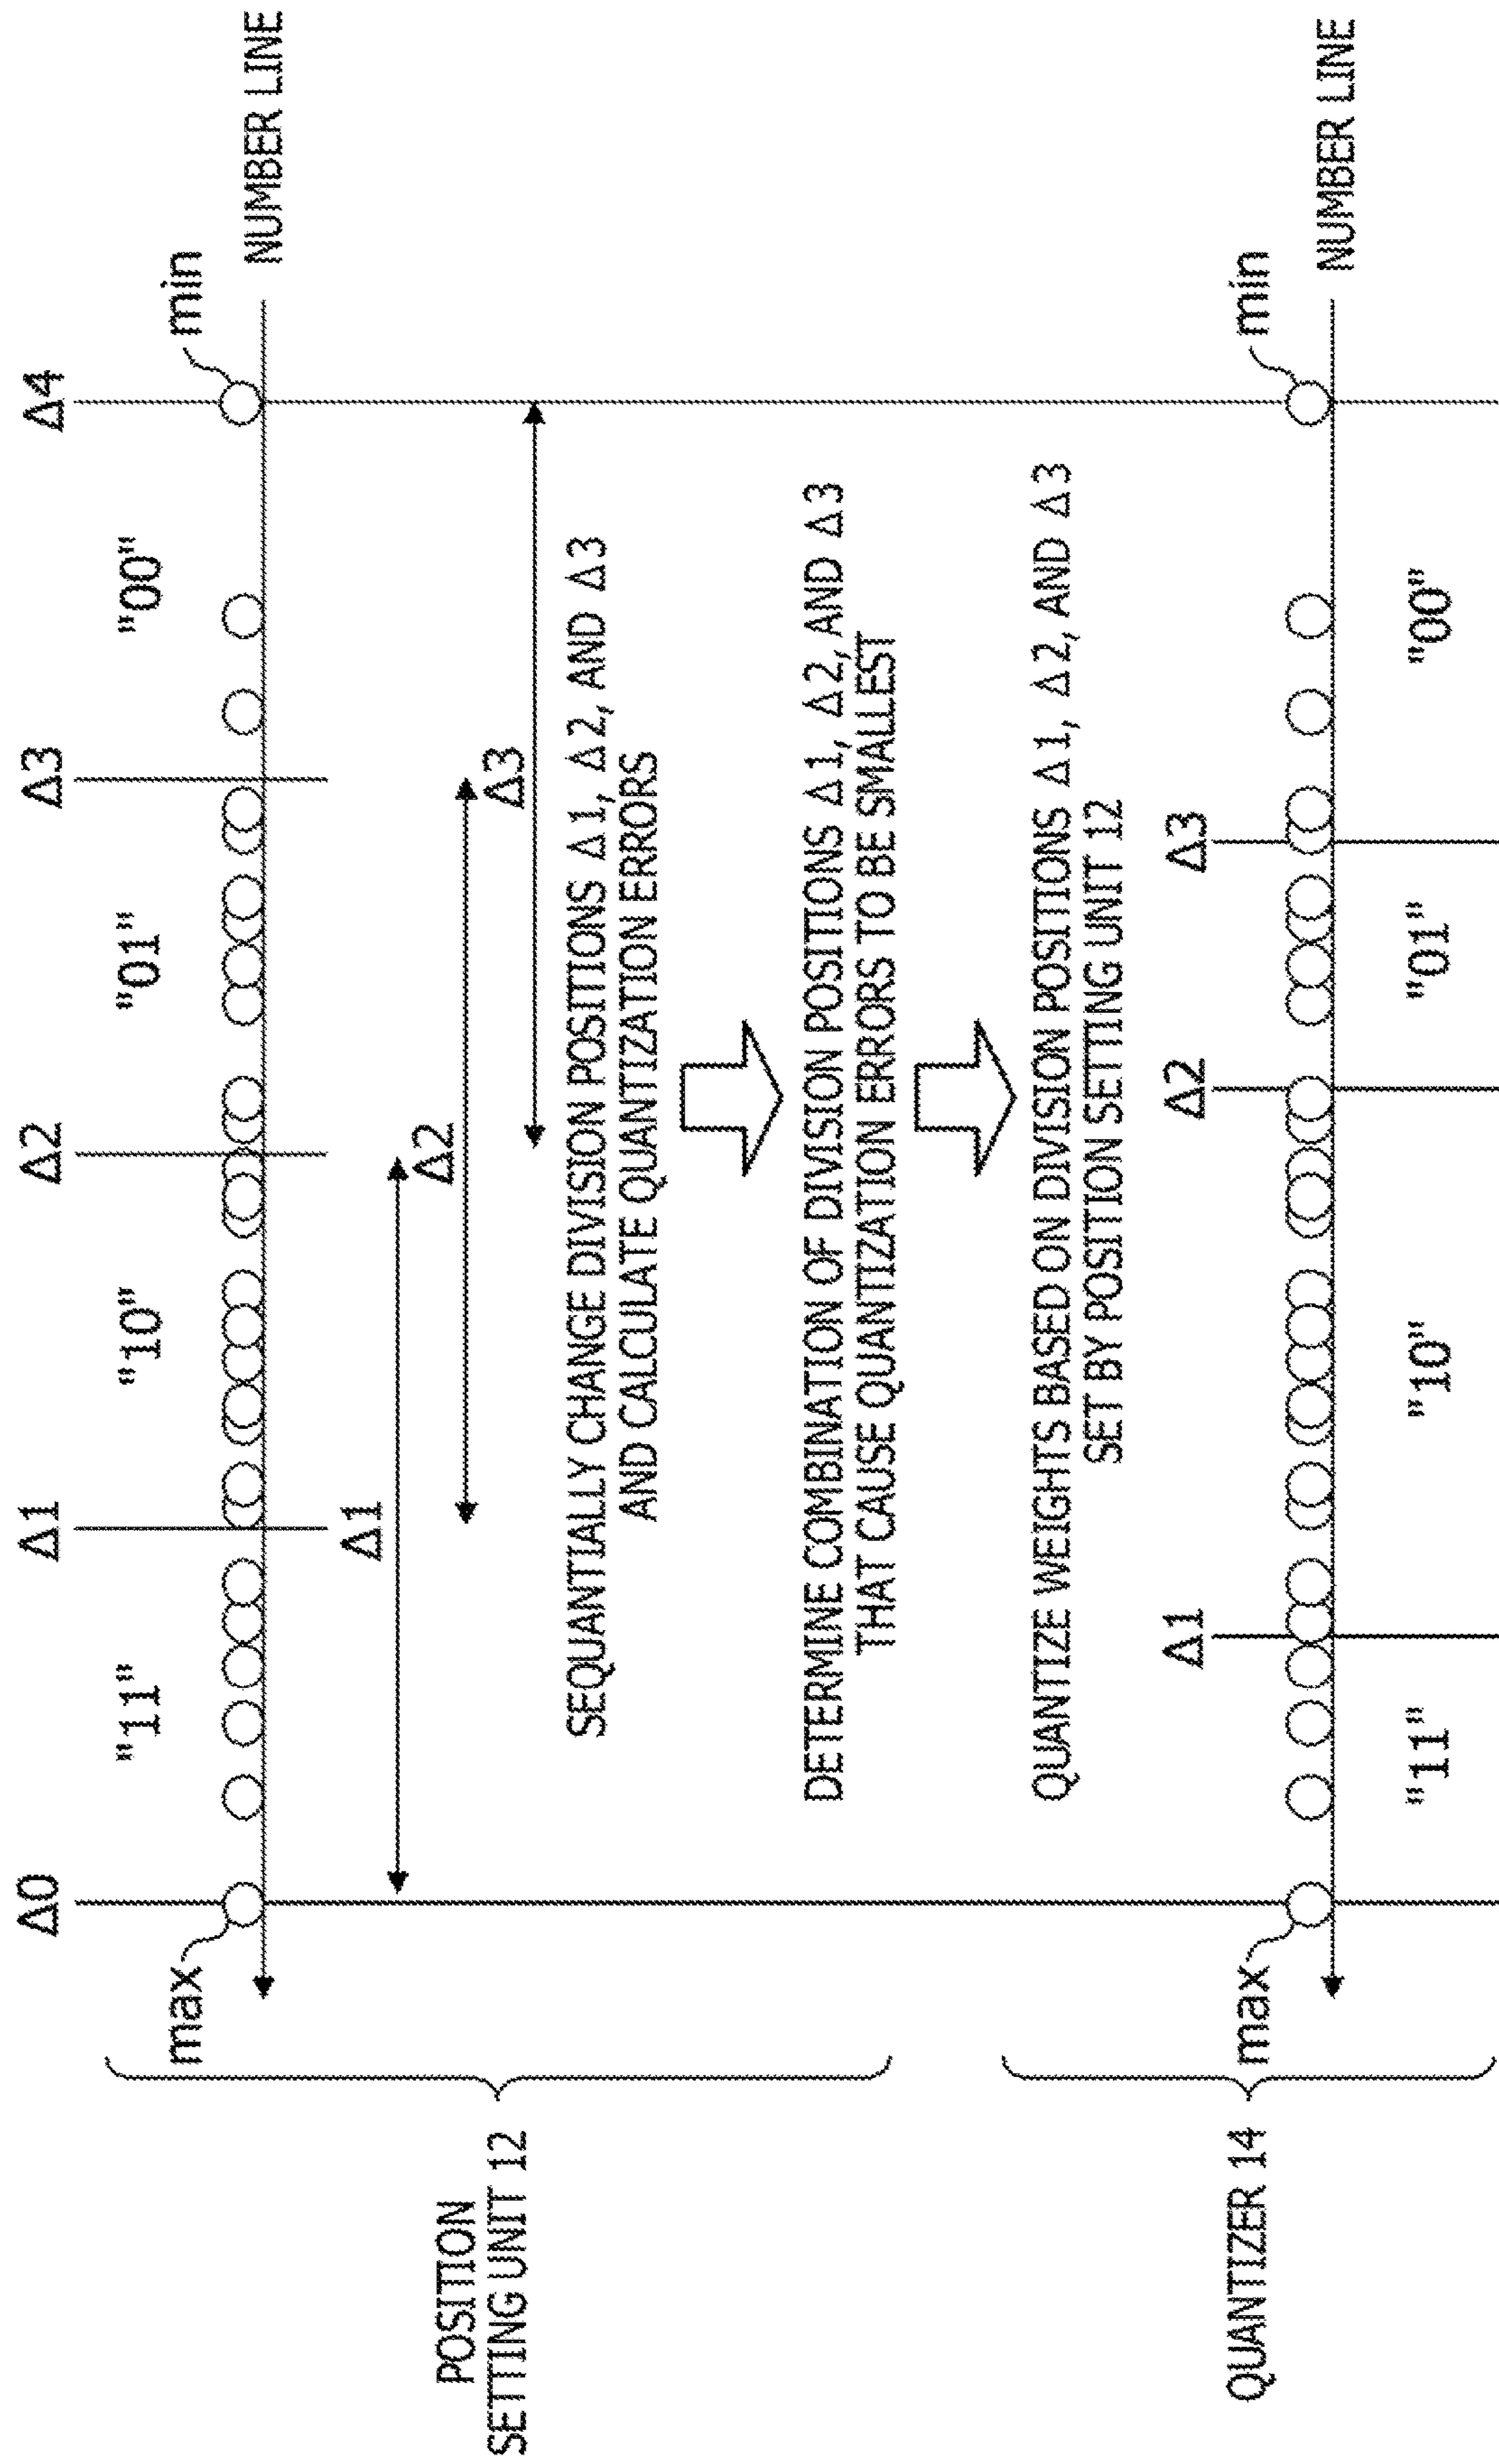 Δ0
Δ1
Δ2
Δ3
Δ4
"11"
"10"
"01"
"00"
max
min
NUMBER LINE
Δ1
Δ2
Δ3
POSITION
SETTING UNIT 12
SEQUANTIALLY CHANGE DIVISION POSITIONS Δ1, Δ2, AND Δ3
AND CALCULATE QUANTIZATION ERRORS
DETERMINE COMBINATION OF DIVISION POSITIONS Δ1, Δ2, AND Δ3
THAT CAUSE QUANTIZATION ERRORS TO BE SMALLEST
QUANTIZE WEIGHTS BASED ON DIVISION POSITIONS Δ1, Δ2, AND Δ3
SET BY POSITION SETTING UNIT 12
Δ1
Δ2
Δ3
QUANTIZER 14
max
min
NUMBER LINE
"11"
"10"
"01"
"00"